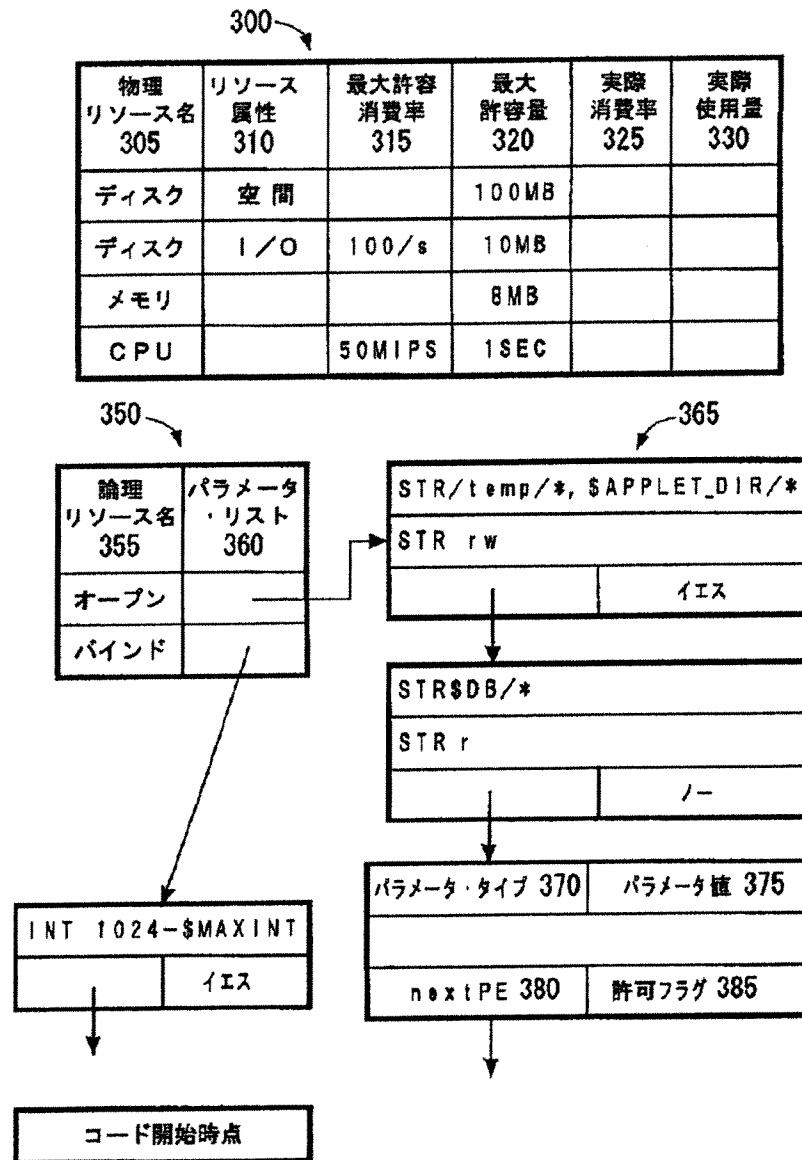 300
物理
リソース名
305
リソース
属性
310
最大許容
消費率
315
最大
許容量
320
実際
消費率
325
実際
使用量
330
ディスク 空間 100MB
ディスク I/O 100/s 10MB
メモリ 8MB
CPU 50MIPS 1SEC
350
論理
リソース名
355
パラメータ
・リスト
360
オープン
バインド
365
STR/temp/*, $APPLET_DIR/*
STR rw
イエス
STR$DB/*
STR r
ノー
パラメータ・タイプ 370 パラメータ値 375
nextPE 380 許可フラグ 385
INT 1024-$MAXINT
イエス
コード開始時点